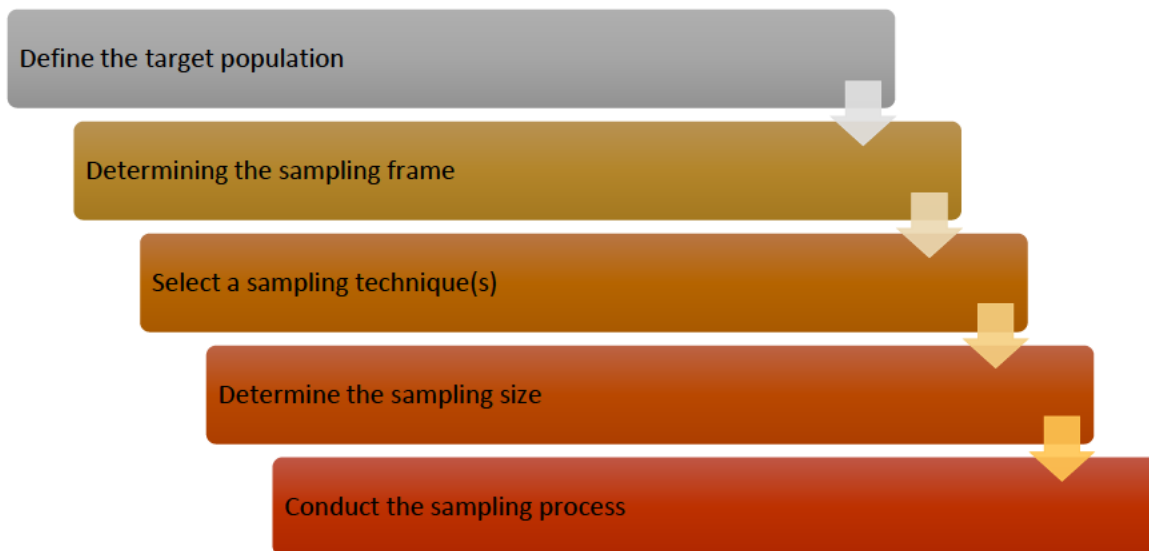 Define the target population
Determining the sampling frame
Select a sampling technique(s)
Determine the sampling size
Conduct the sampling process